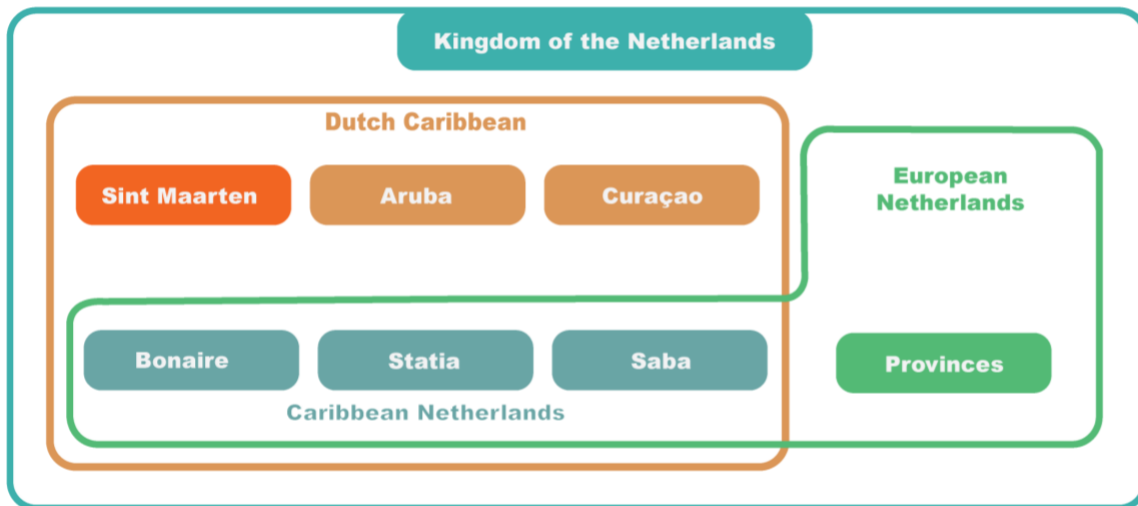 Kingdom of the Netherlands
Dutch Caribbean
Sint Maarten
Aruba
Curaçao
European
Netherlands
Bonaire
Statia
Saba
Provinces
Caribbean Netherlands